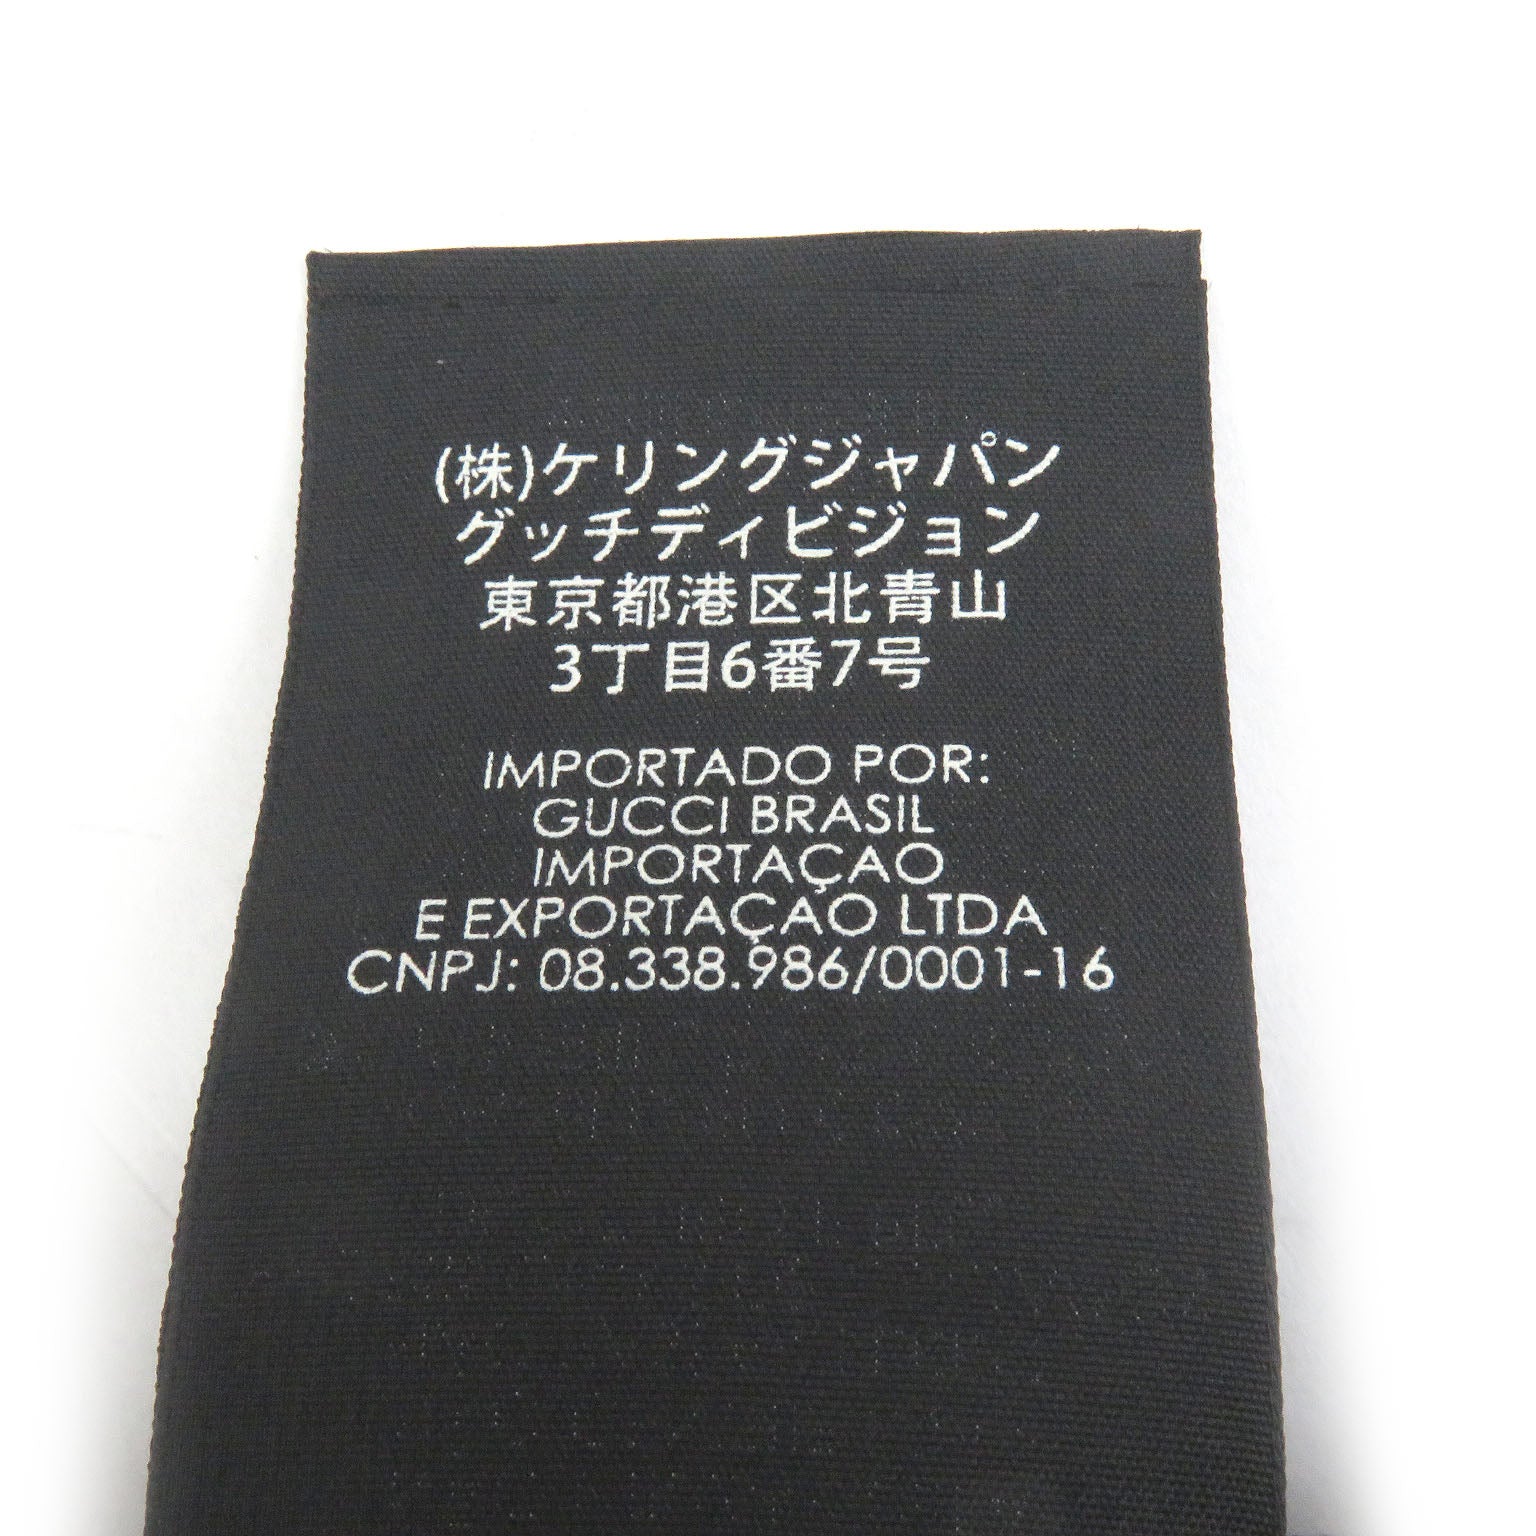 (株)ケリングジャパン
グッチディビジョン
東京都港区北青山
3丁目6番7号
IMPORTADO POR:
GUCCI BRASIL
IMPORTAÇAO
E EXPORTAÇAO LTDA
CNPJ: 08.338.986/0001-16